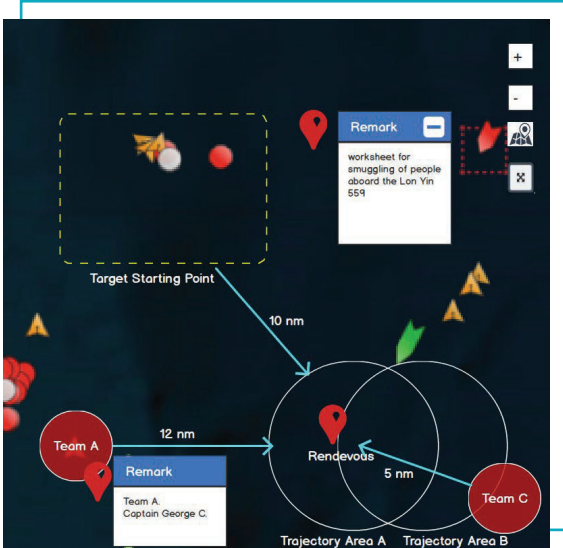 +
-
Remark
worksheet for
smuggling of people
aboard the Lon Yin
559
X
Target Starting Point
10 nm
Team A
12 nm
Rendevous
5 nm
Remark
Team A.
Captain George C.
Team C
Trajectory Area A
Trajectory Area B